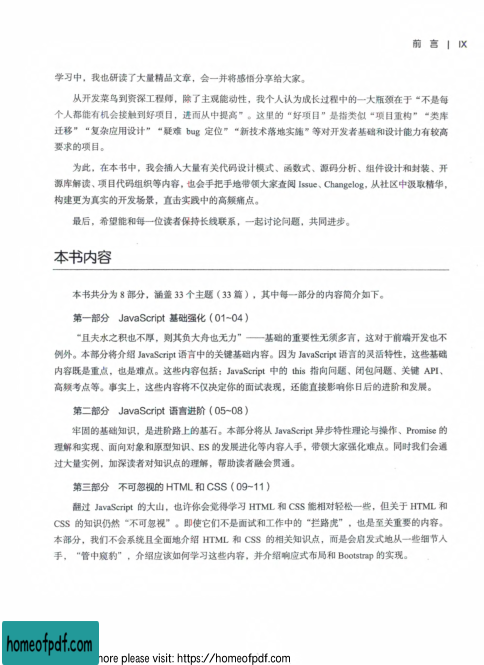 前 言 | IX
学习中，我也研读了大量精品文章，会一并将感悟分享给大家。
从开发菜鸟到资深工程师，除了主观能动性，我个人认为成长过程中的一大瓶颈在于“不是每
个人都能有机会接触到好项目，进而从中提高”。这里的“好项目”是指类似“项目重构”“类库
迁移”“复杂应用设计”“疑难 bug 定位”“新技术落地实施”等对开发者基础和设计能力有较高
要求的项目。
为此，在本书中，我会插入大量有关代码设计模式、函数式、源码分析、组件设计和封装、开
源库解读、项目代码组织等内容，也会手把手地带领大家查阅 Issue、Changelog，从社区中汲取精华，
构建更为真实的开发场景，直击实践中的高频痛点。
最后，希望能和每一位读者保持长线联系，一起讨论问题，共同进步。
本书内容
本书共分为 8 部分，涵盖 33 个主题（33 篇），其中每一部分的内容简介如下。
第一部分 JavaScript 基础强化（01~04）
“且夫水之积也不厚，则其负大舟也无力”——基础的重要性无须多言，这对于前端开发也不
例外。本部分将介绍 JavaScript 语言中的关键基础内容。因为 JavaScript 语言的灵活特性，这些基础
内容既是重点，也是难点。这些内容包括：JavaScript 中的 this 指向问题、闭包问题、关键 API、
高频考点等。事实上，这些内容将不仅决定你的面试表现，还能直接影响你日后的进阶和发展。
第二部分 JavaScript 语言进阶（05~08）
牢固的基础知识，是进阶路上的基石。本部分将从 JavaScript 异步特性理论与操作、Promise 的
理解和实现、面向对象和原型知识、ES 的发展进化等内容入手，带领大家强化难点。同时我们会通
过大量实例，加深读者对知识点的理解，帮助读者融会贯通。
第三部分 不可忽视的 HTML 和 CSS（09~11）
翻过 JavaScript 的大山，也许你会觉得学习 HTML 和 CSS 能相对轻松一些，但关于 HTML 和
CSS 的知识仍然“不可忽视”。即使它们不是面试和工作中的“拦路虎”，也是至关重要的内容。
本部分，我们不会系统且全面地介绍 HTML 和 CSS 的相关知识点，而是会启发式地从一些细节入
手，“管中窥豹”，介绍应该如何学习这些内容，并介绍响应式布局和 Bootstrap 的实现。
homeofpdf.com
more please visit: https://homeofpdf.com